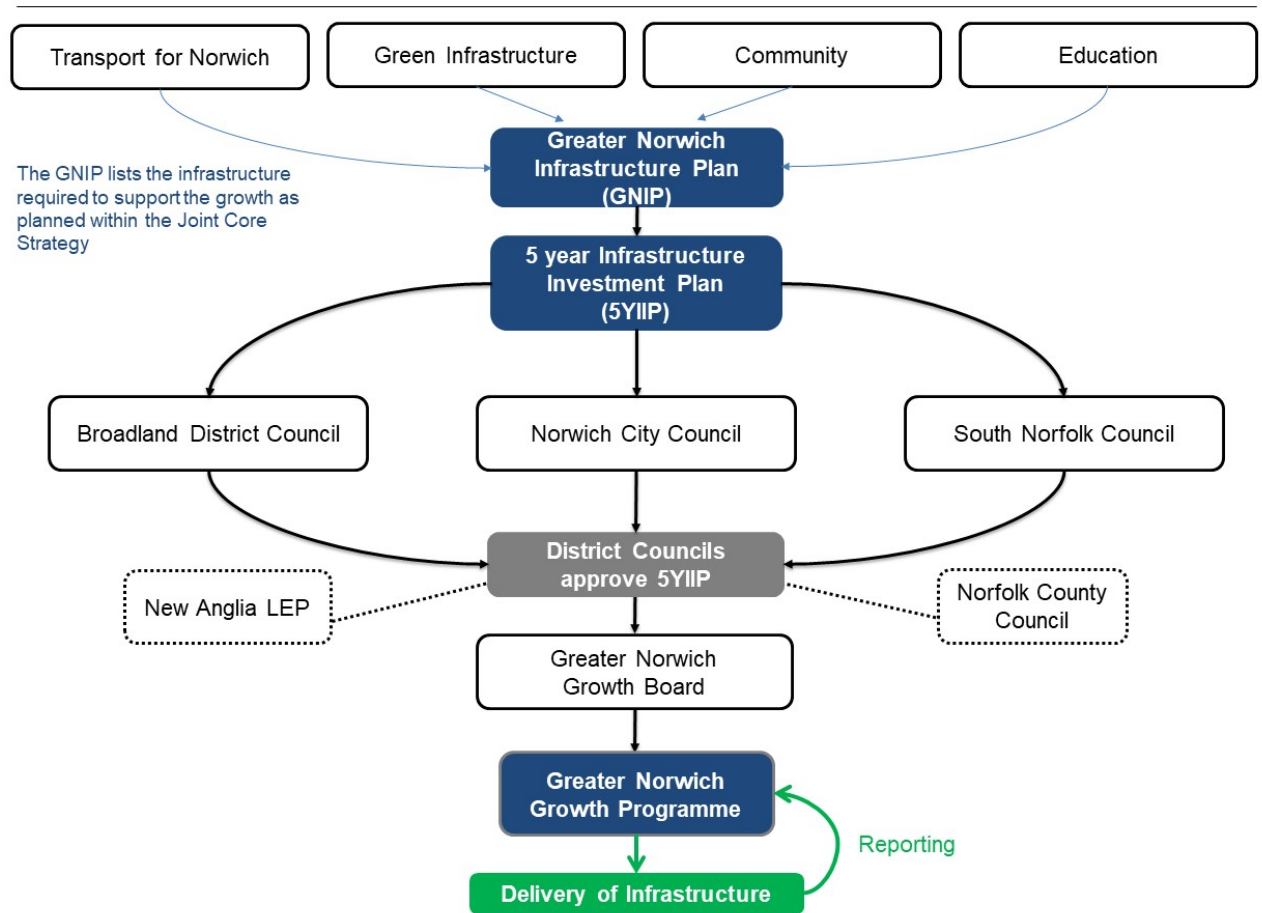 Transport for Norwich
Green Infrastructure
Community
Education
Greater Norwich
Infrastructure Plan
(GNIP)
The GNIP lists the infrastructure
required to support the growth as
planned within the Joint Core
Strategy
5 year Infrastructure
Investment Plan
(5YIIP)
Broadland District Council
Norwich City Council
South Norfolk Council
District Councils
approve 5YIIP
New Anglia LEP
Norfolk County
Council
Greater Norwich
Growth Board
Greater Norwich
Growth Programme
Reporting
Delivery of Infrastructure